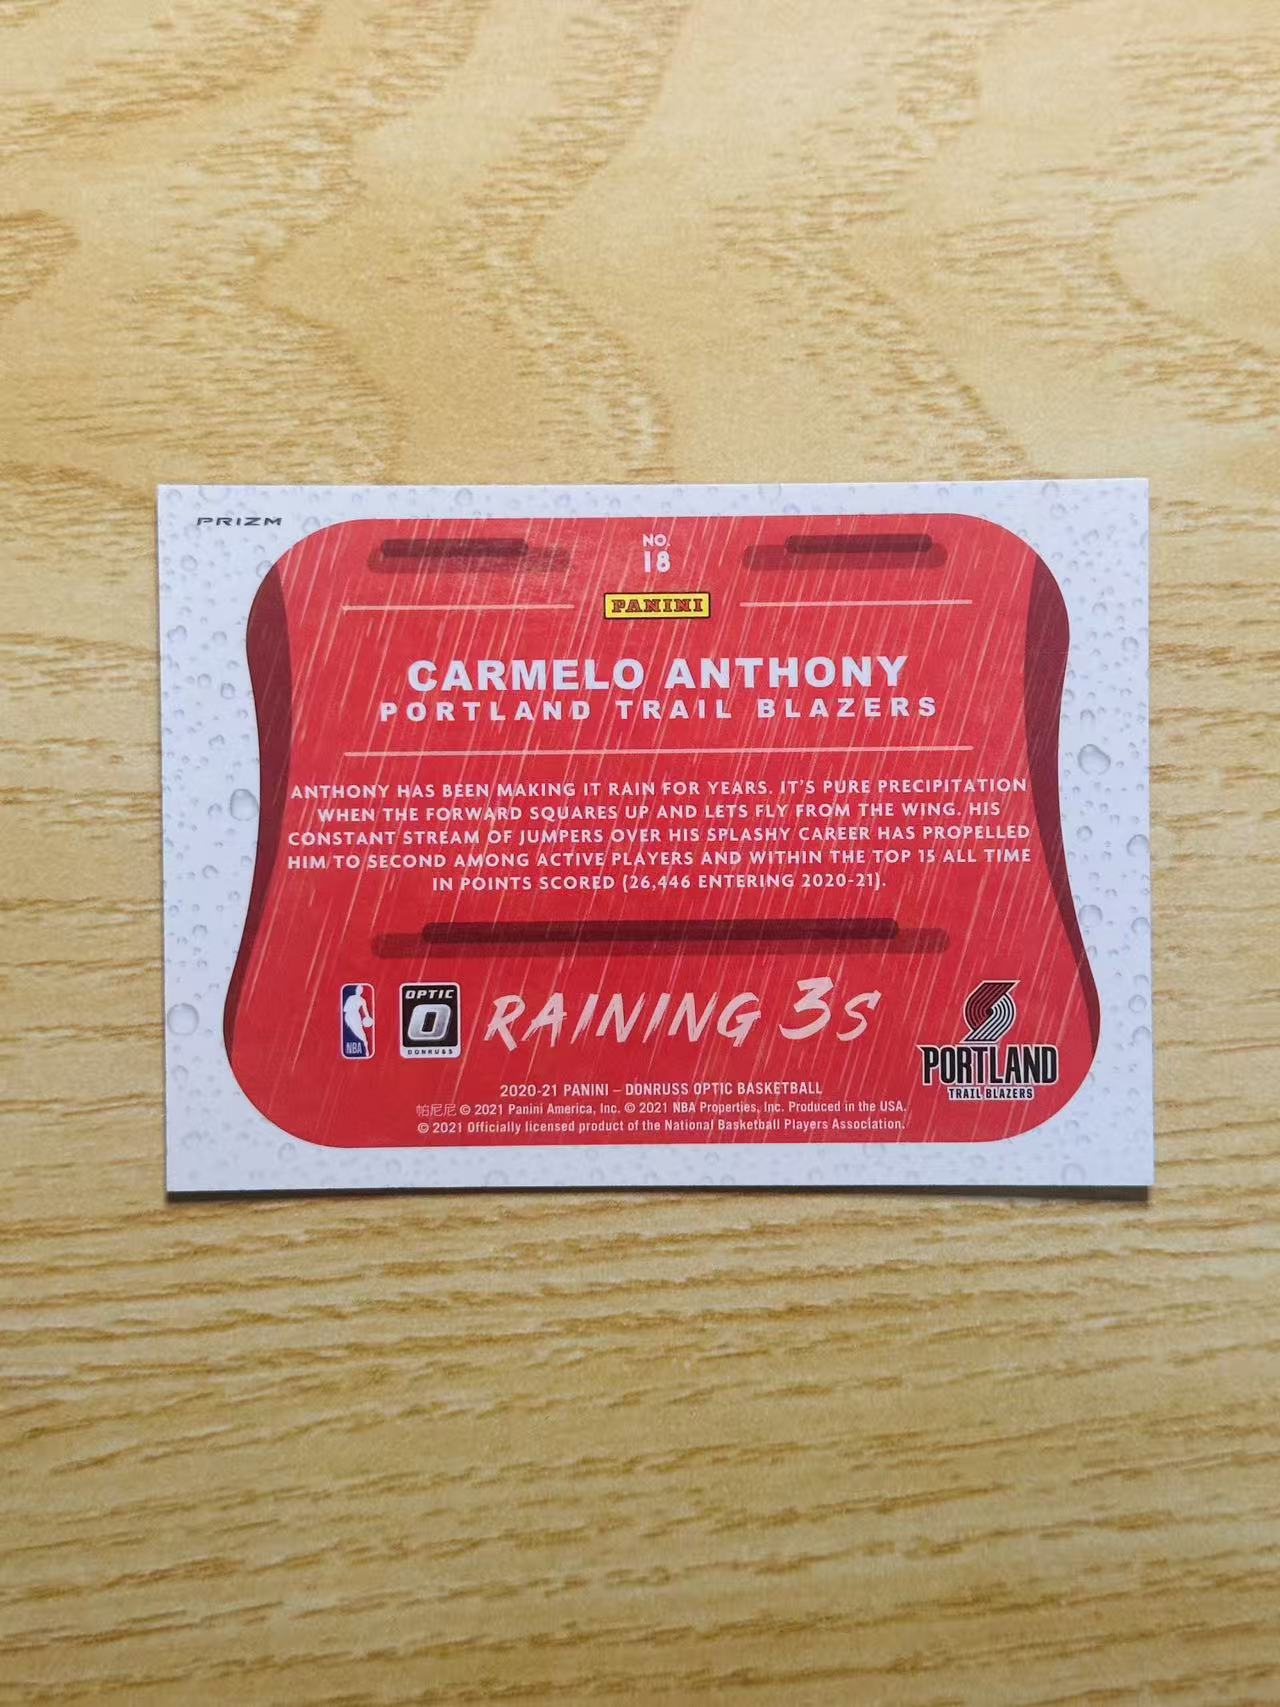 PRIZM
NO.
18
PANINI
CARMELO ANTHONY
PORTLAND TRAIL BLAZERS
ANTHONY HAS BEEN MAKING IT RAIN FOR YEARS. IT'S PURE PRECIPITATION
WHEN THE FORWARD SQUARES UP AND LETS FLY FROM THE WING. HIS
CONSTANT STREAM OF JUMPERS OVER HIS SPLASHY CAREER HAS PROPELLED
HIM TO SECOND AMONG ACTIVE PLAYERS AND WITHIN THE TOP 15 ALL TIME
IN POINTS SCORED (26,446 ENTERING 2020-21).
NBA
OPTIC
O
DONRUSS
RAINING 3S
PORTLAND
TRAIL BLAZERS
2020-21 PANINI – DONRUSS OPTIC BASKETBALL
帕尼尼 © 2021 Panini America, Inc. © 2021 NBA Properties, Inc. Produced in the USA.
© 2021 Officially licensed product of the National Basketball Players Association.